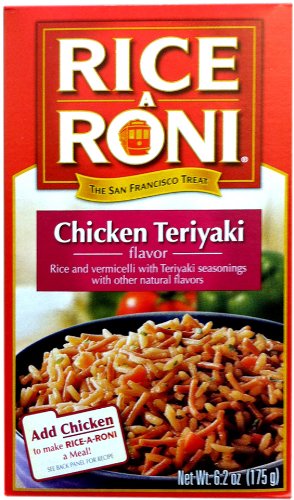 RICE
A
RONI®
THE SAN FRANCISCO TREAT
Chicken Teriyaki
flavor
Rice and vermicelli with Teriyaki seasonings
with other natural flavors
Add Chicken
to make RICE-A-RONI
a Meal!
SEE BACK PANEL FOR RECIPE
Net Wt. 6.2 oz (175 g)